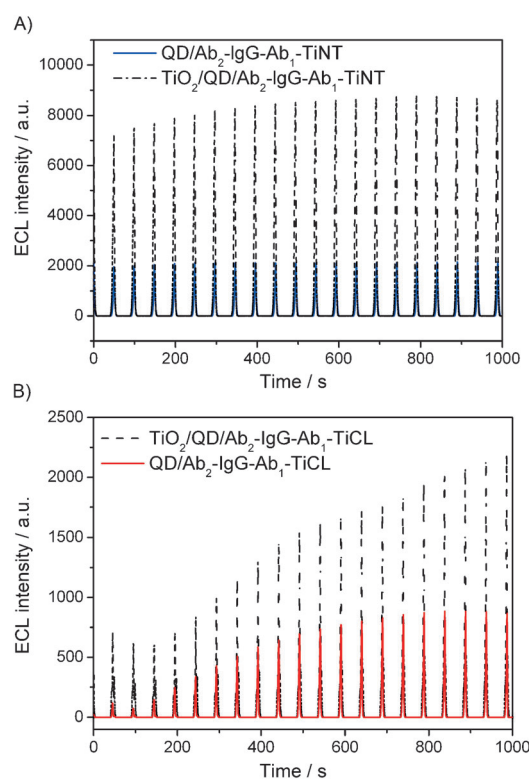 A)
QD/Ab2-IgG-Ab1-TiNT
TiO2/QD/Ab2-IgG-Ab1-TiNT
10000
8000
6000
4000
2000
0
ECL intensity / a.u.
0 200 400 600 800 1000
Time / s
B)
2500
2000
1500
1000
500
0
ECL intensity / a.u.
TiO2/QD/Ab2-IgG-Ab1-TiCL
QD/Ab2-IgG-Ab1-TiCL
0 200 400 600 800 1000
Time / s